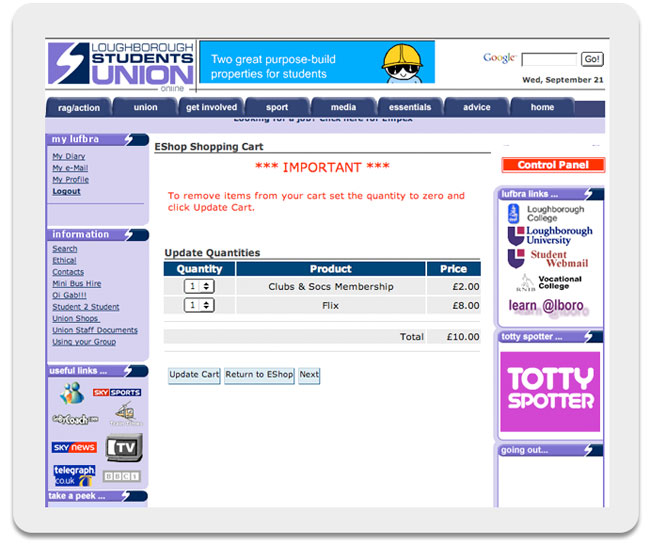 LOUGHBOROUGH
STUDENTS
UNION
online
Two great purpose-build
properties for students
Google Go!
Wed, September 21
rag/action union get involved sport media essentials advice home
Looking for a job? Click here for Empex
my lufbra
My Diary
My e-Mail
My Profile
Logout
information
Search
Ethical
Contacts
Mini Bus Hire
Oi Gab!!!
Student 2 Student
Union Shops
Union Staff Documents
Using your Group
useful links ...
SKY SPORTS
GoByCoach.com
Train Times
sky news
TV
telegraph
.co.uk
BBC1
take a peek ...
EShop Shopping Cart
*** IMPORTANT ***
To remove items from your cart set the quantity to zero and
click Update Cart.
Update Quantities
Quantity Product Price
1 Clubs & Socs Membership £2.00
1 Flix £8.00
Total £10.00
Update Cart Return to EShop Next
Control Panel
lufbra links ...
Loughborough
College
Loughborough
University
Student
Webmail
RNIB Vocational
College
learn @lboro
totty spotter ...
TOTTY
SPOTTER
going out...